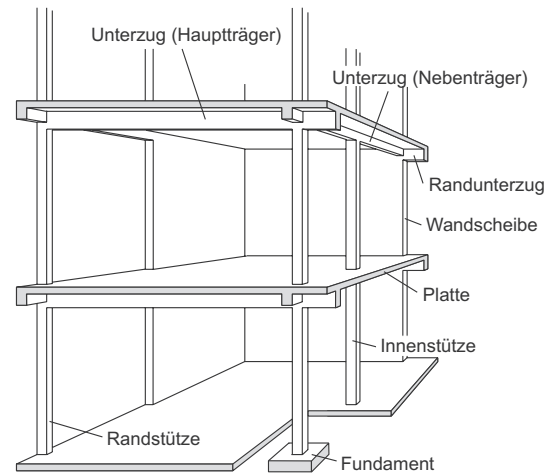 Unterzug (Hauptträger)
Unterzug (Nebenträger)
Randunterzug
Wandscheibe
Platte
Innenstütze
Randstütze
Fundament